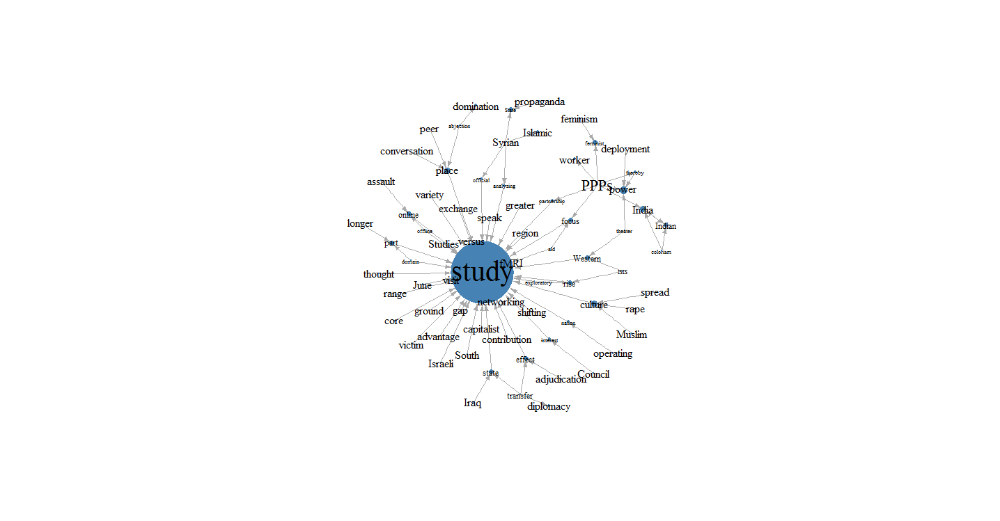 propaganda
domination
State
feminism
abjection
peer
Islamic
Syrian
feminist
deployment
conversation
worker
place
thereby
official
assault
analyzing
PPPs
power
variety
partnership
greater
exchange
India
online
speak
focus
longer
Indian
offline
theater
region
part
Studies
versus
aid
colorism
Western
domain
fMRI
study
ISIS
thought
visit
June
exploratory
rise
range
spread
networking
culture
rape
ground
gap
shifting
core
nation
capitalist
Muslim
advantage
contribution
interest
victim
operating
South
effect
Israeli
state
Council
adjudication
transfer
Iraq
diplomacy